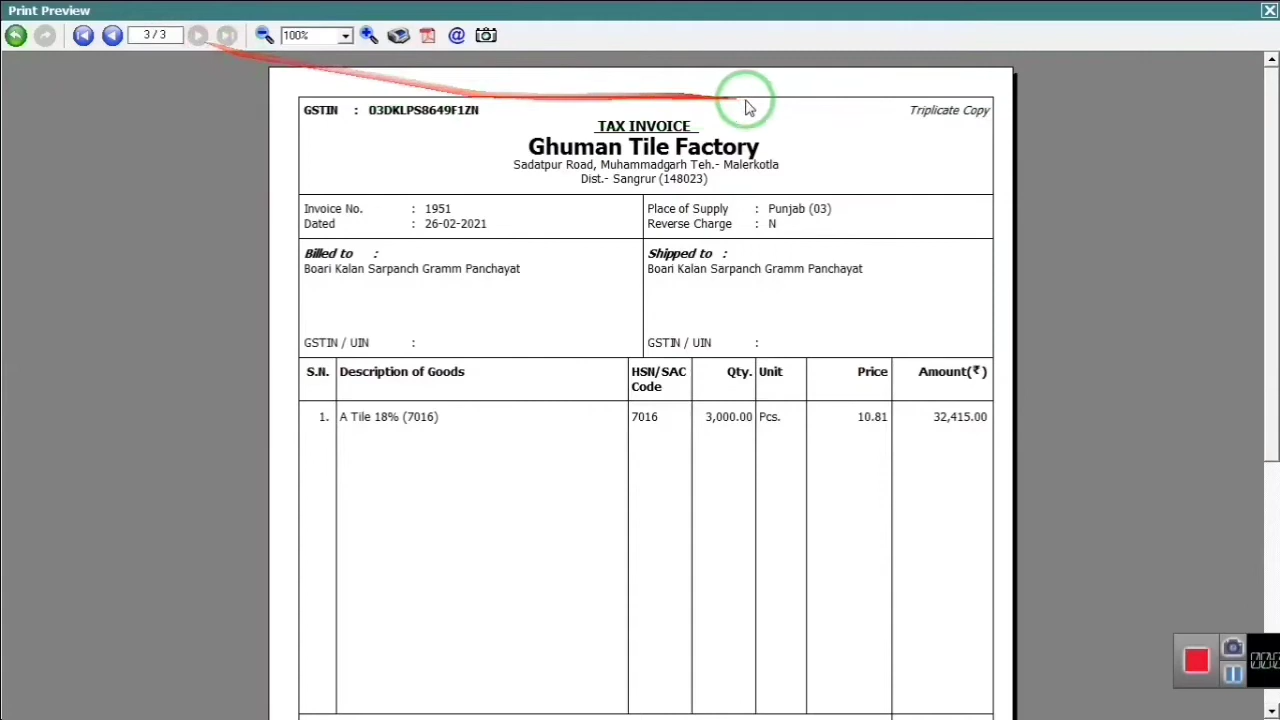 Print Preview
3 / 3
100%
GSTIN : 03DKLPS8649F1ZN
Triplicate Copy
TAX INVOICE
Ghuman Tile Factory
Sadatpur Road, Muhammadgarh Teh.- Malerkotla
Dist.- Sangrur (148023)
Invoice No. : 1951
Dated : 26-02-2021
Place of Supply : Punjab (03)
Reverse Charge : N
Billed to :
Boari Kalan Sarpanch Gramm Panchayat
GSTIN / UIN :
Shipped to :
Boari Kalan Sarpanch Gramm Panchayat
GSTIN / UIN :
S.N. Description of Goods HSN/SAC Code Qty. Unit Price Amount(₹)
1. A Tile 18% (7016) 7016 3,000.00 Pcs. 10.81 32,415.00